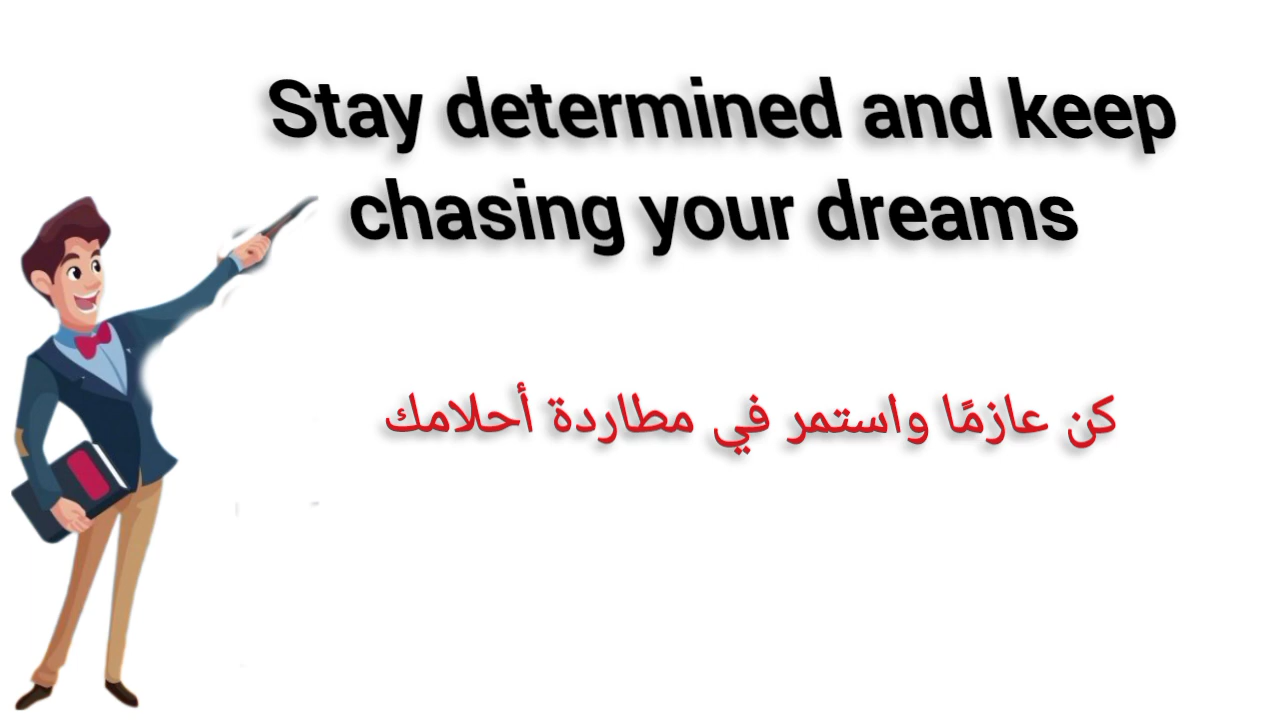 Stay determined and keep
chasing your dreams
كن عازمًا واستمر في مطاردة أحلامك